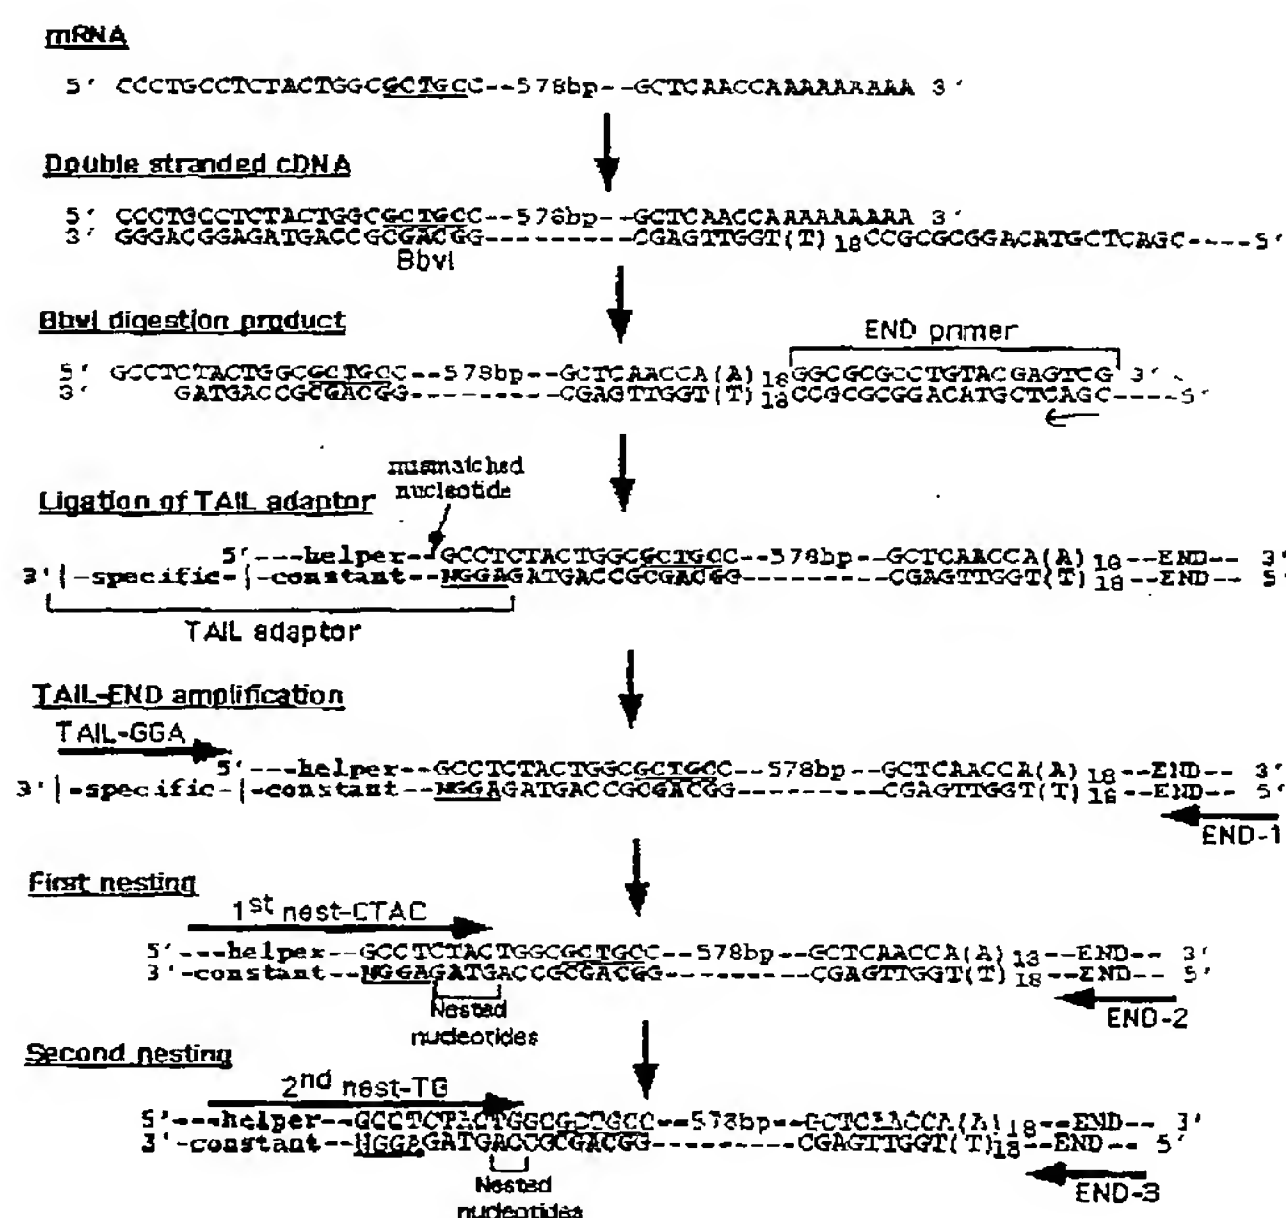 mRNA
5' CCCTGCCTCTACTGGCGCTGCC--578bp--GCTCAACCAAAAAAAAAA 3'
Double stranded cDNA
5' CCCTGCCTCTACTGGCGCTGCC--578bp--GCTCAACCAAAAAAAAAA 3'
3' GGGACGGAGATGACCGCGACGG---------CGAGTTGGT(T)18CCGCGCGGACATGCTCAGC----5'
BbvI
BbvI digestion product
END primer
5' GCCTCTACTGGCGCTGCC--578bp--GCTCAACCA(A)18GGCGCGCCTGTACGAGTCG 3'
3' GATGACCGCGACGG---------CGAGTTGGT(T)18CCGCGCGGACATGCTCAGC----5'
mismatched
nucleotide
Ligation of TAIL adaptor
5'----helper--GCCTCTACTGGCGCTGCC--578bp--GCTCAACCA(A)18--END-- 3'
3'|-specific-|-constant--NGGAGATGACCGCGACGG---------CGAGTTGGT(T)18--END-- 5'
TAIL adaptor
TAIL-END amplification
TAIL-GGA
5'----helper--GCCTCTACTGGCGCTGCC--578bp--GCTCAACCA(A)18--END-- 3'
3'|-specific-|-constant--NGGAGATGACCGCGACGG---------CGAGTTGGT(T)18--END-- 5'
END-1
First nesting
1st nest-CTAC
5'----helper--GCCTCTACTGGCGCTGCC--578bp--GCTCAACCA(A)18--END-- 3'
3'-constant--NGGAGATGACCGCGACGG---------CGAGTTGGT(T)18--END-- 5'
Nested
nucleotides
END-2
Second nesting
2nd nest-TG
5'----helper--GCCTCTACTGGCGCTGCC--578bp--GCTCAACCA(A)18--END-- 3'
3'-constant--NGGAGATGACCGCGACGG---------CGAGTTGGT(T)18--END-- 5'
Nested
nucleotides
END-3